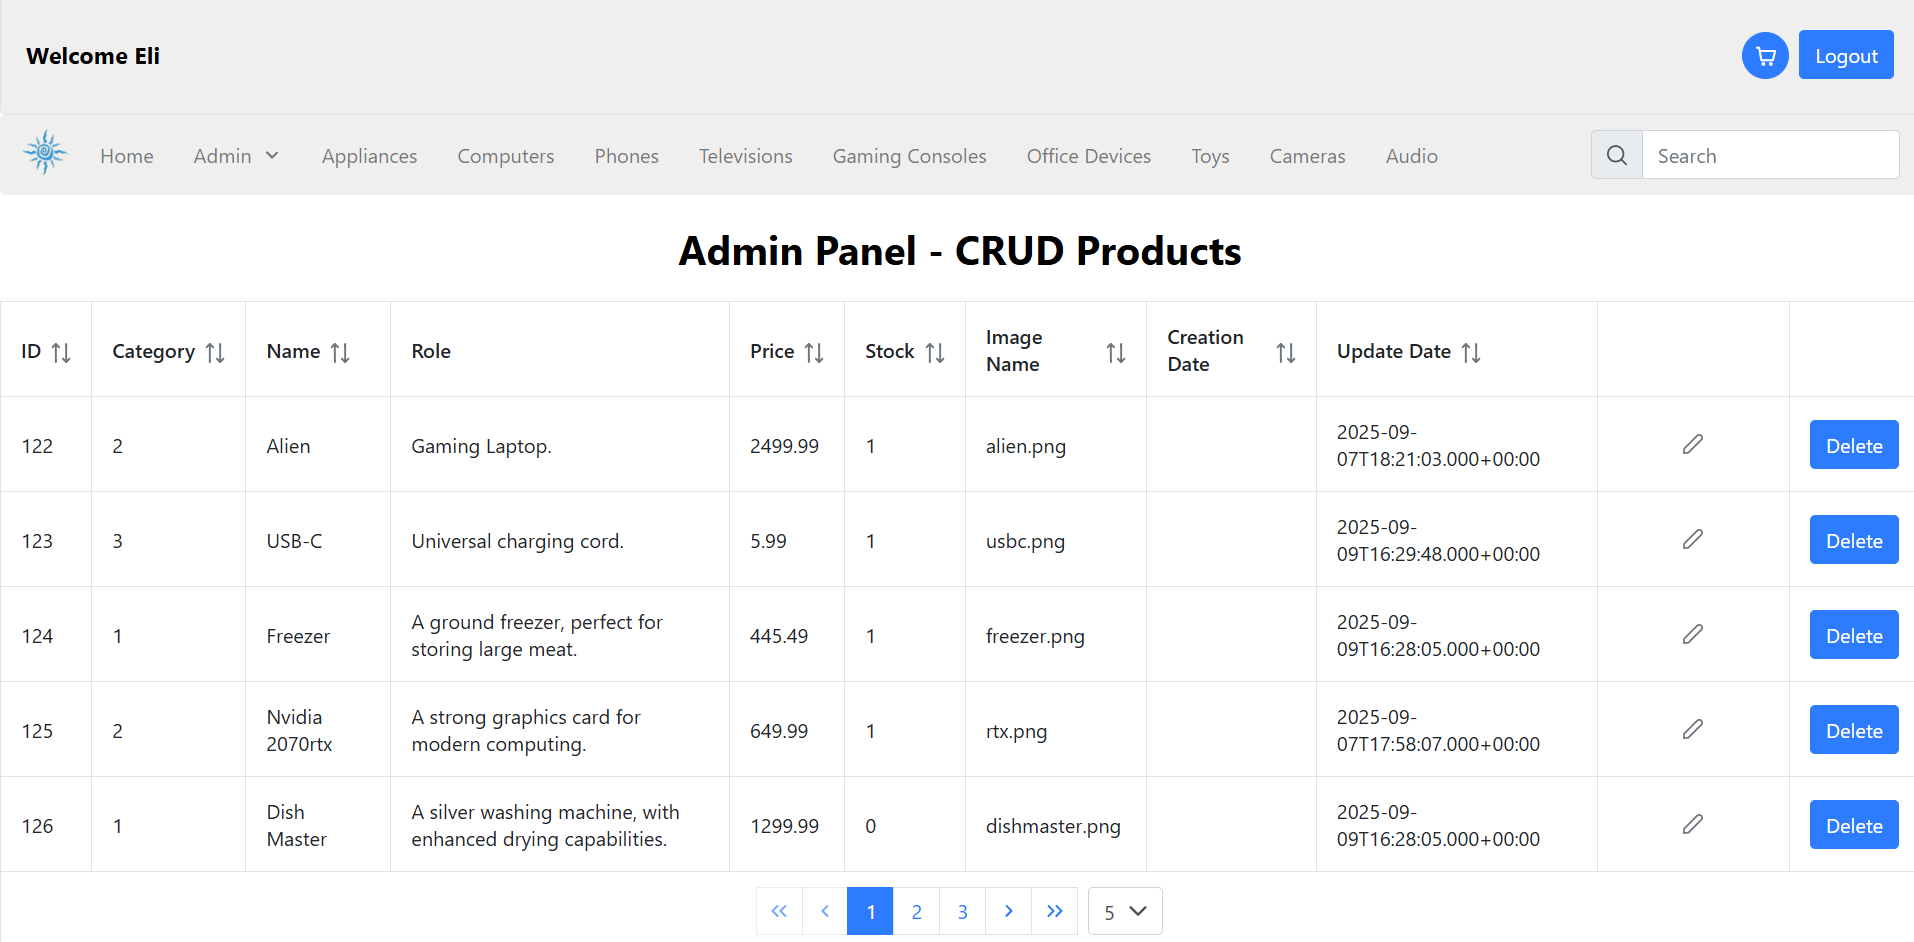 Welcome Eli
Logout
Home Admin Appliances Computers Phones Televisions Gaming Consoles Office Devices Toys Cameras Audio Search
Admin Panel - CRUD Products
ID Category Name Role Price Stock Image Name Creation Date Update Date
122 2 Alien Gaming Laptop. 2499.99 1 alien.png 2025-09-07T18:21:03.000+00:00 Delete
123 3 USB-C Universal charging cord. 5.99 1 usbc.png 2025-09-09T16:29:48.000+00:00 Delete
124 1 Freezer A ground freezer, perfect for storing large meat. 445.49 1 freezer.png 2025-09-09T16:28:05.000+00:00 Delete
125 2 Nvidia 2070rtx A strong graphics card for modern computing. 649.99 1 rtx.png 2025-09-07T17:58:07.000+00:00 Delete
126 1 Dish Master A silver washing machine, with enhanced drying capabilities. 1299.99 0 dishmaster.png 2025-09-09T16:28:05.000+00:00 Delete
1 2 3 5